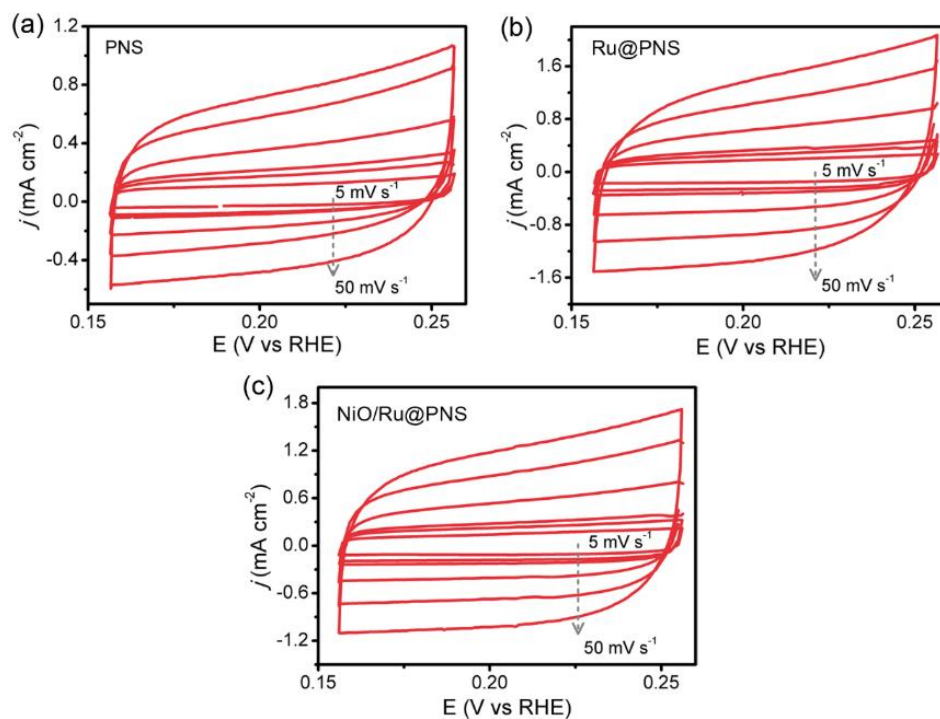 (a)
PNS
1.2
0.8
0.4
0.0
-0.4
j (mA cm⁻²)
5 mV s⁻¹
50 mV s⁻¹
0.15
0.20
0.25
E (V vs RHE)
(b)
Ru@PNS
1.6
0.8
0.0
-0.8
-1.6
j (mA cm⁻²)
5 mV s⁻¹
50 mV s⁻¹
0.15
0.20
0.25
E (V vs RHE)
(c)
NiO/Ru@PNS
1.8
1.2
0.6
0.0
-0.6
-1.2
j (mA cm⁻²)
5 mV s⁻¹
50 mV s⁻¹
0.15
0.20
0.25
E (V vs RHE)